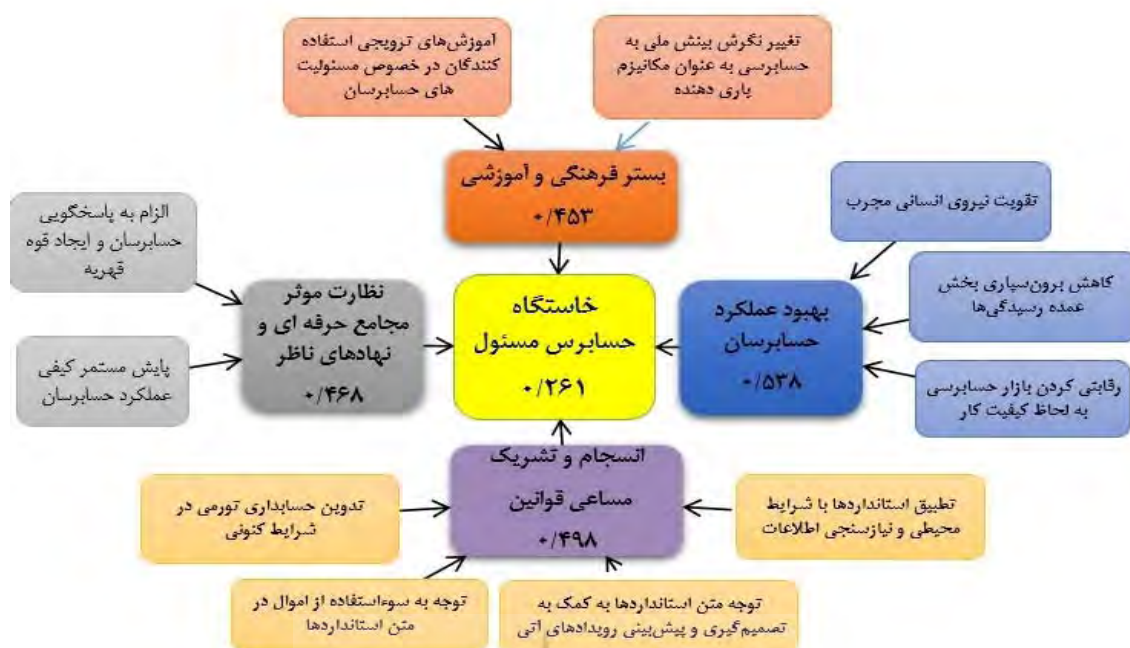 تغییر نگرش بینش ملی به
حسابرسی به عنوان مکانیزم
یاری دهنده
آموزش‌های ترویجی استفاده
کنندگان در خصوص مسئولیت
های حسابرسان
بستر فرهنگی و آموزشی
۰/۴۵۳
تقویت نیروی انسانی مجرب
کاهش برون‌سپاری بخش
عمده رسیدگی‌ها
رقابتی کردن بازار حسابرسی
به لحاظ کیفیت کار
بهبود عملکرد
حسابرسان
۰/۵۳۸
خاستگاه
حسابرس مسئول
۰/۲۶۱
نظارت موثر
مجامع حرفه ای و
نهادهای ناظر
۰/۴۶۸
الزام به پاسخگویی
حسابرسان و ایجاد قوه
قهریه
پایش مستمر کیفی
عملکرد حسابرسان
انسجام و تشریک
مساعی قوانین
۰/۴۹۸
تطبیق استانداردها با شرایط
محیطی و نیازسنجی اطلاعات
تدوین حسابداری تورمی در
شرایط کنونی
توجه متن استانداردها به کمک به
تصمیم‌گیری و پیش‌بینی رویدادهای آتی
توجه به سوءاستفاده از اموال در
متن استانداردها